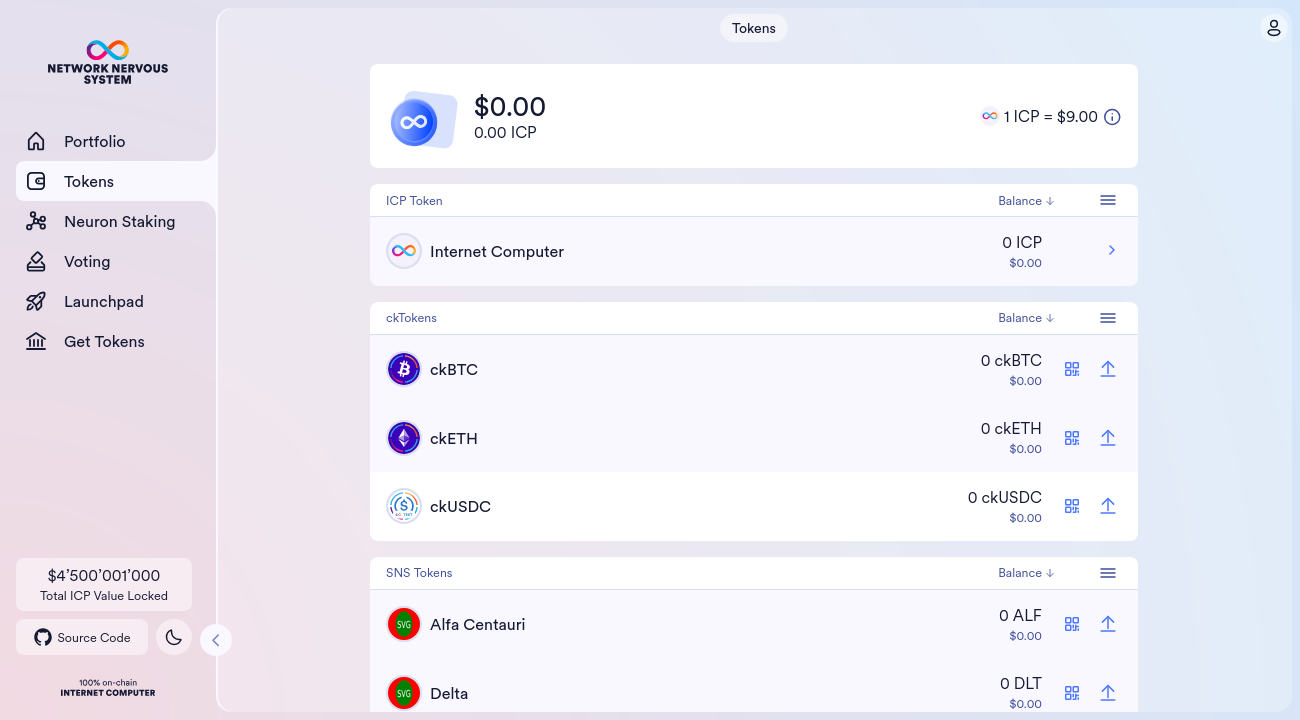 NETWORK NERVOUS
SYSTEM
Portfolio
Tokens
Neuron Staking
Voting
Launchpad
Get Tokens
$4’500’001’000
Total ICP Value Locked
Source Code
100% on-chain
INTERNET COMPUTER
Tokens
$0.00
0.00 ICP
1 ICP = $9.00
ICP Token Balance
Internet Computer 0 ICP
$0.00
ckTokens Balance
ckBTC 0 ckBTC
$0.00
ckETH 0 ckETH
$0.00
ckUSDC 0 ckUSDC
$0.00
SNS Tokens Balance
SVG Alfa Centauri 0 ALF
$0.00
SVG Delta 0 DLT
$0.00